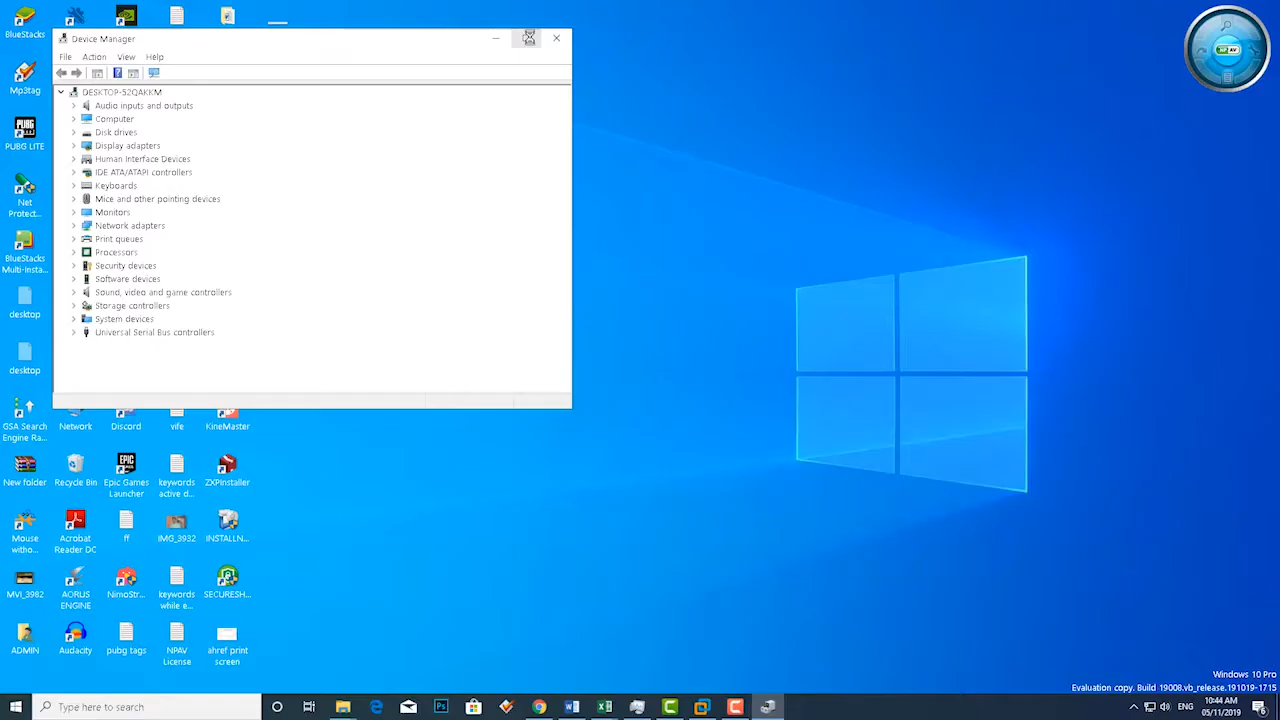 BlueStacks
Device Manager
File Action View Help
DESKTOP-52QAKKM
Audio inputs and outputs
Computer
Disk drives
Display adapters
Human Interface Devices
IDE ATA/ATAPI controllers
Keyboards
Mice and other pointing devices
Monitors
Network adapters
Print queues
Processors
Security devices
Software devices
Sound, video and game controllers
Storage controllers
System devices
Universal Serial Bus controllers
Mp3tag
PUBG LITE
Net
Protect...
BlueStacks
Multi-Insta...
desktop
desktop
GSA Search
Engine Ra...
Network
Discord
vife
KineMaster
New folder
Recycle Bin
Epic Games
Launcher
keywords
active d...
ZXPInstaller
Mouse
witho...
Acrobat
Reader DC
ff
IMG_3932
INSTALLN...
MVI_3982
AORUS
ENGINE
NimoStr...
keywords
while e...
SECURESH...
ADMIN
Audacity
pubg tags
NPAV
License
ahref print
screen
NPAV
Windows 10 Pro
Evaluation copy. Build 19008.vb_release.191019-1715
Type here to search
10:44 AM
05/11/2019